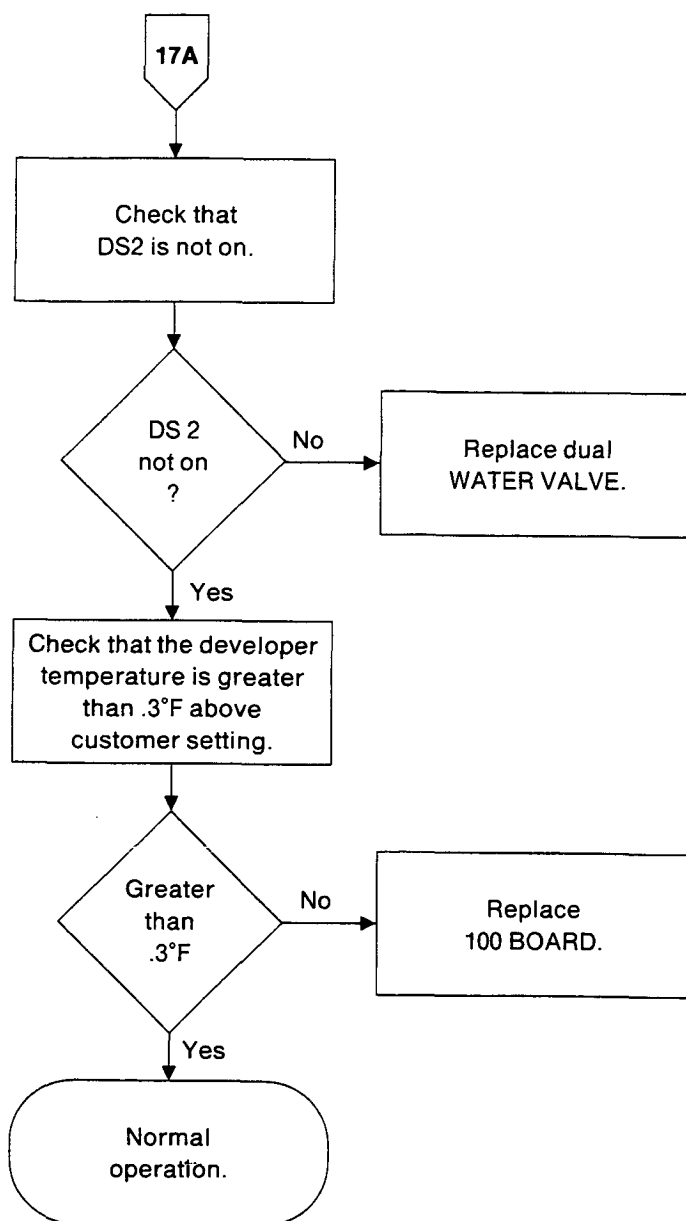 17A
Check that
DS2 is not on.
DS 2
not on
?
No
Replace dual
WATER VALVE.
Yes
Check that the developer
temperature is greater
than .3°F above
customer setting.
Greater
than
.3°F
No
Replace
100 BOARD.
Yes
Normal
operation.